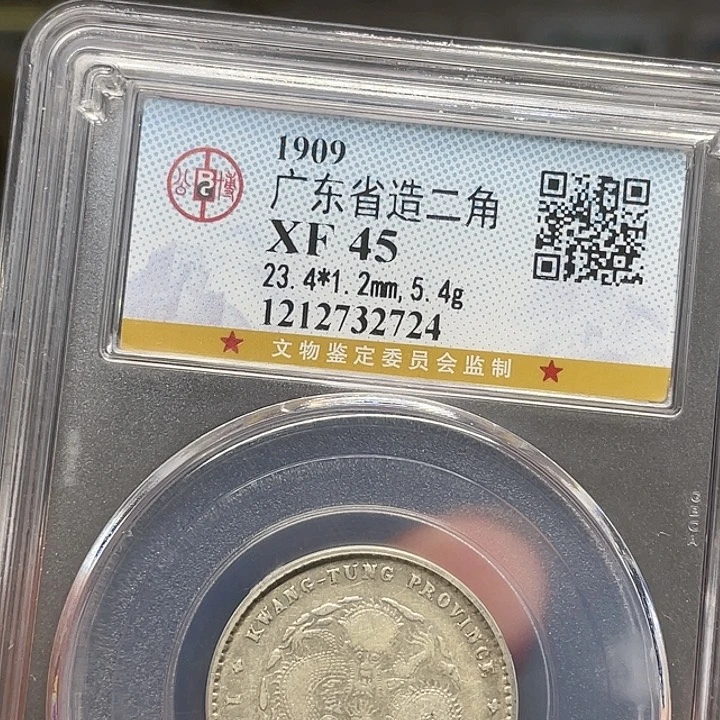 1909
广东省造二角
XF 45
23.4*1.2mm,5.4g
1212732724
文物鉴定委员会监制
KWANG-TUNG PROVINCE